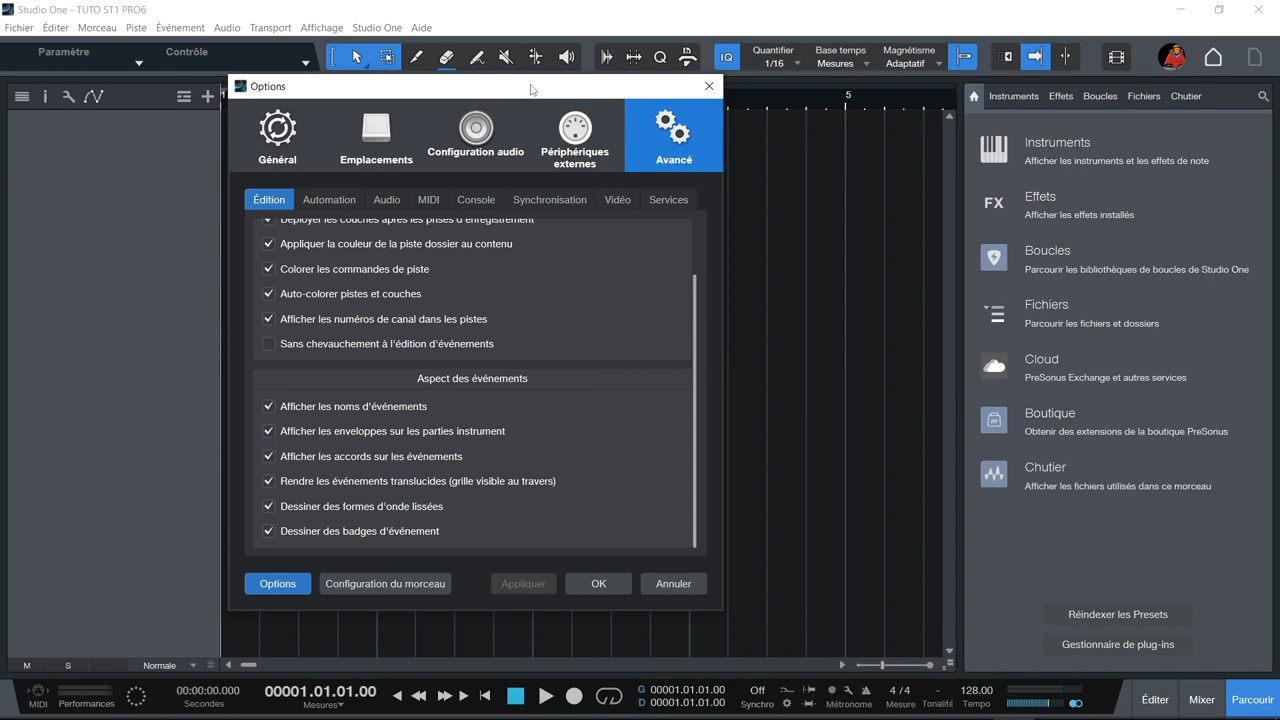 Studio One - TUTO ST1 PRO6
Fichier Éditer Morceau Piste Événement Audio Transport Affichage Studio One Aide
Paramètre Contrôle
IQ Quantifier 1/16 Base temps Mesures Magnétisme Adaptatif
Options
5
Instruments Effets Boucles Fichiers Chutier
Général Emplacements Configuration audio Périphériques externes Avancé
Édition Automation Audio MIDI Console Synchronisation Vidéo Services
Déployer les couches après les prises d'enregistrement
Appliquer la couleur de la piste dossier au contenu
Colorer les commandes de piste
Auto-colorer pistes et couches
Afficher les numéros de canal dans les pistes
Sans chevauchement à l'édition d'événements
Aspect des événements
Afficher les noms d'événements
Afficher les enveloppes sur les parties instrument
Afficher les accords sur les événements
Rendre les événements translucides (grille visible au travers)
Dessiner des formes d'onde lissées
Dessiner des badges d'événement
Options Configuration du morceau Appliquer OK Annuler
Instruments
Afficher les instruments et les effets de note
FX
Effets
Afficher les effets installés
Boucles
Parcourir les bibliothèques de boucles de Studio One
Fichiers
Parcourir les fichiers et dossiers
Cloud
PreSonus Exchange et autres services
Boutique
Obtenir des extensions de la boutique PreSonus
Chutier
Afficher les fichiers utilisés dans ce morceau
Réindexer les Presets
Gestionnaire de plug-ins
M S Normale
MIDI Performances
00:00:00.000 Secondes
00001.01.01.00 Mesures
G 00001.01.01.00
D 00001.01.01.00
Off Synchro
Métronome
4 / 4 Mesure
- Tonalité
128.00 Tempo
Éditer Mixer Parcourir